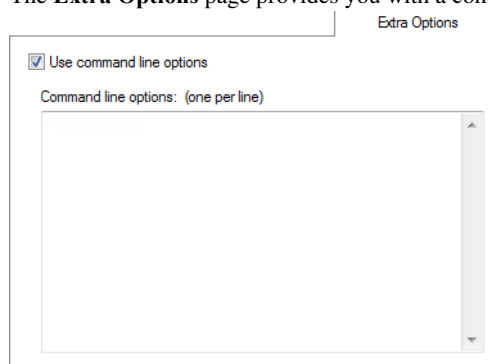 The Extra Options page provides you with a
Extra Options
Use command line options
Command line options: (one per line)